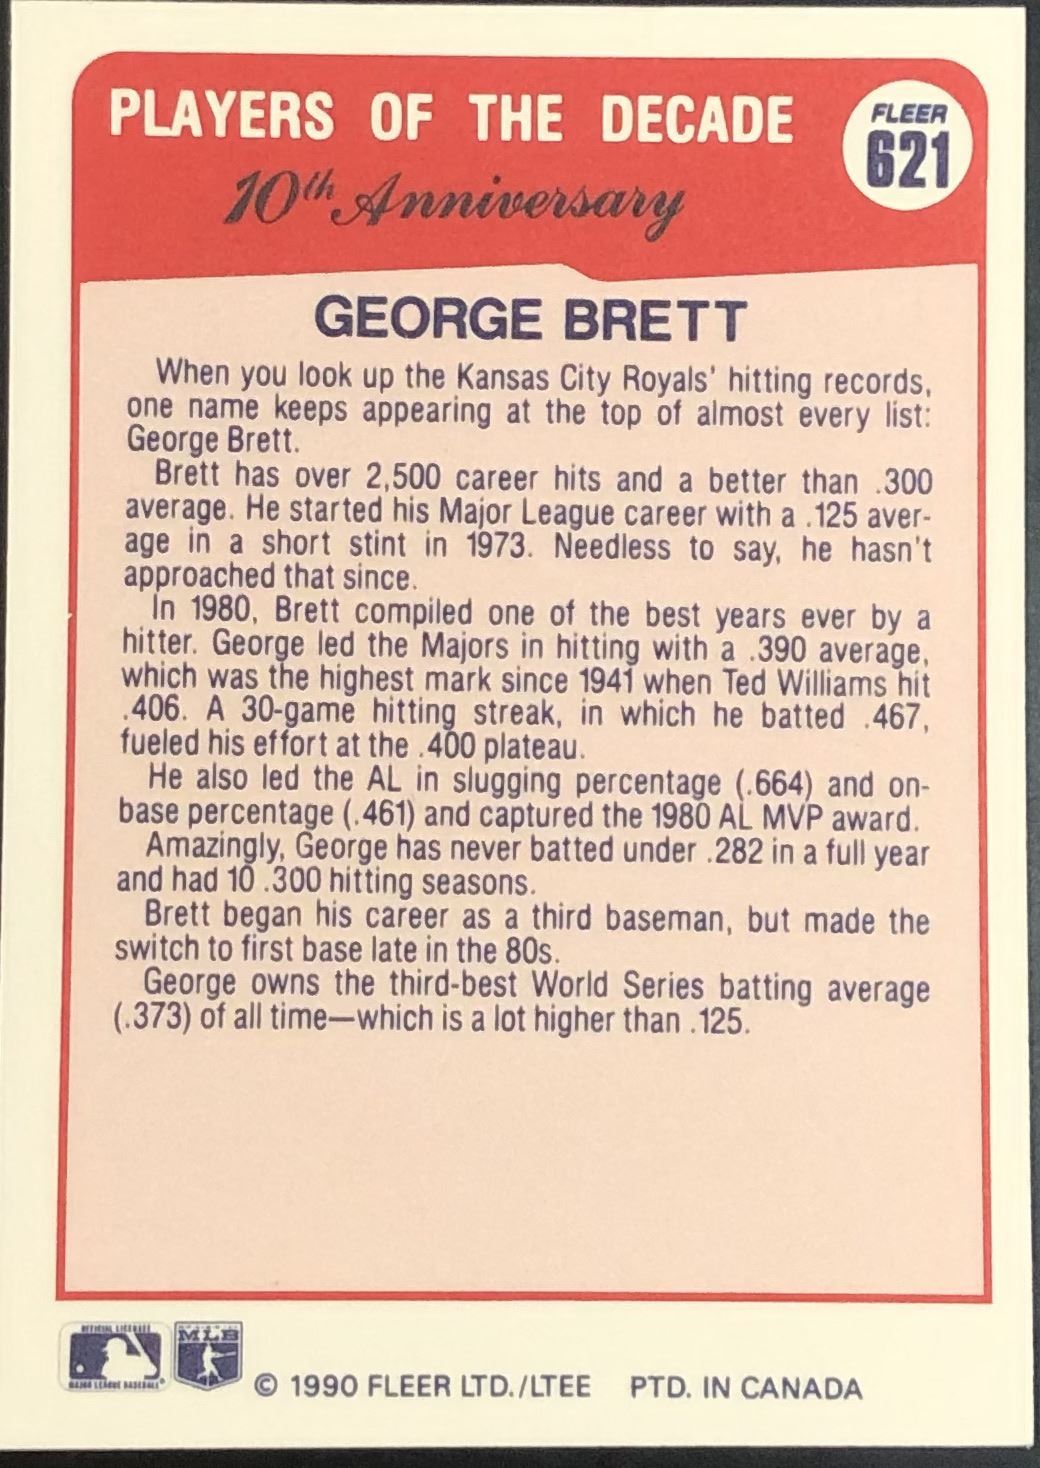 PLAYERS OF THE DECADE
10th Anniversary
FLEER
621
GEORGE BRETT
When you look up the Kansas City Royals' hitting records,
one name keeps appearing at the top of almost every list:
George Brett.
Brett has over 2,500 career hits and a better than .300
average. He started his Major League career with a .125 aver-
age in a short stint in 1973. Needless to say, he hasn't
approached that since.
In 1980, Brett compiled one of the best years ever by a
hitter. George led the Majors in hitting with a .390 average,
which was the highest mark since 1941 when Ted Williams hit
.406. A 30-game hitting streak, in which he batted .467,
fueled his effort at the .400 plateau.
He also led the AL in slugging percentage (.664) and on-
base percentage (.461) and captured the 1980 AL MVP award.
Amazingly, George has never batted under .282 in a full year
and had 10 .300 hitting seasons.
Brett began his career as a third baseman, but made the
switch to first base late in the 80s.
George owns the third-best World Series batting average
(.373) of all time—which is a lot higher than .125.
OFFICIAL LICENSEE
MAJOR LEAGUE BASEBALL
MLB
© 1990 FLEER LTD./LTEE PTD. IN CANADA